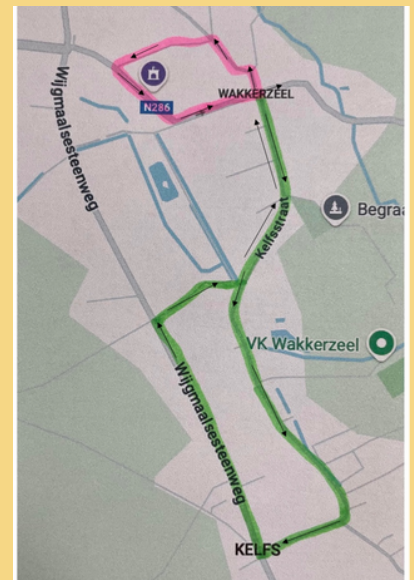 WAKKERZEEL
N286
Wijgmaalsesteenweg
Kelfsstraat
Begraa
VK Wakkerzeel
Wijgmaalsesteenweg
KELFS